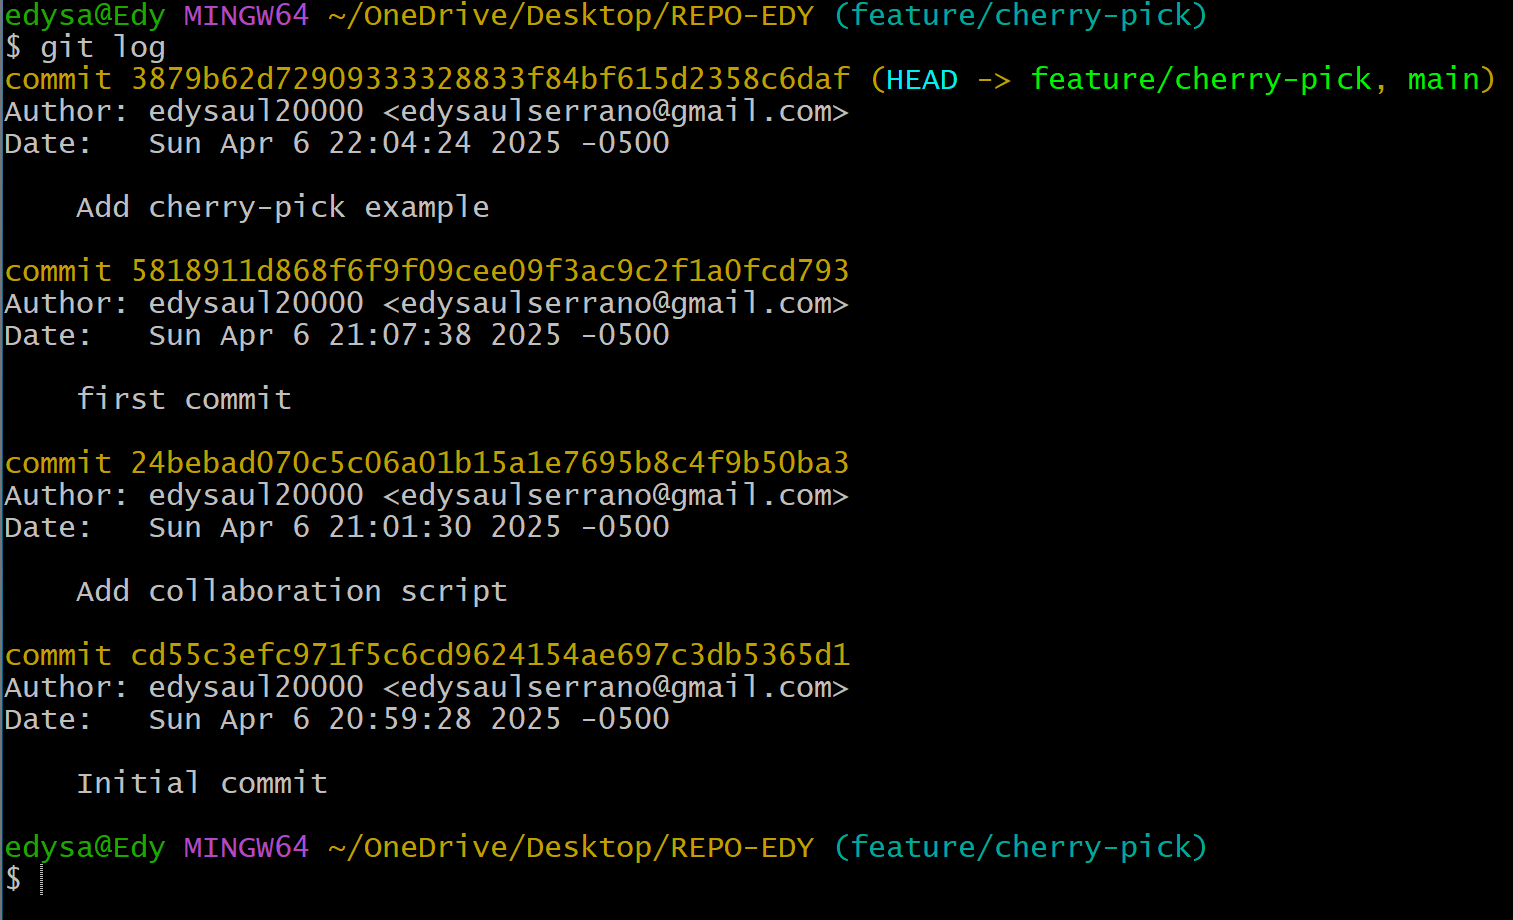 edysa@Edy MINGW64 ~/OneDrive/Desktop/REPO-EDY (feature/cherry-pick)
$ git log
commit 3879b62d72909333328833f84bf615d2358c6daf (HEAD -> feature/cherry-pick, main)
Author: edysaul20000 <edysaulserrano@gmail.com>
Date:   Sun Apr 6 22:04:24 2025 -0500
    Add cherry-pick example
commit 5818911d868f6f9f09cee09f3ac9c2f1a0fcd793
Author: edysaul20000 <edysaulserrano@gmail.com>
Date:   Sun Apr 6 21:07:38 2025 -0500
    first commit
commit 24bebad070c5c06a01b15a1e7695b8c4f9b50ba3
Author: edysaul20000 <edysaulserrano@gmail.com>
Date:   Sun Apr 6 21:01:30 2025 -0500
    Add collaboration script
commit cd55c3efc971f5c6cd9624154ae697c3db5365d1
Author: edysaul20000 <edysaulserrano@gmail.com>
Date:   Sun Apr 6 20:59:28 2025 -0500
    Initial commit
edysa@Edy MINGW64 ~/OneDrive/Desktop/REPO-EDY (feature/cherry-pick)
$